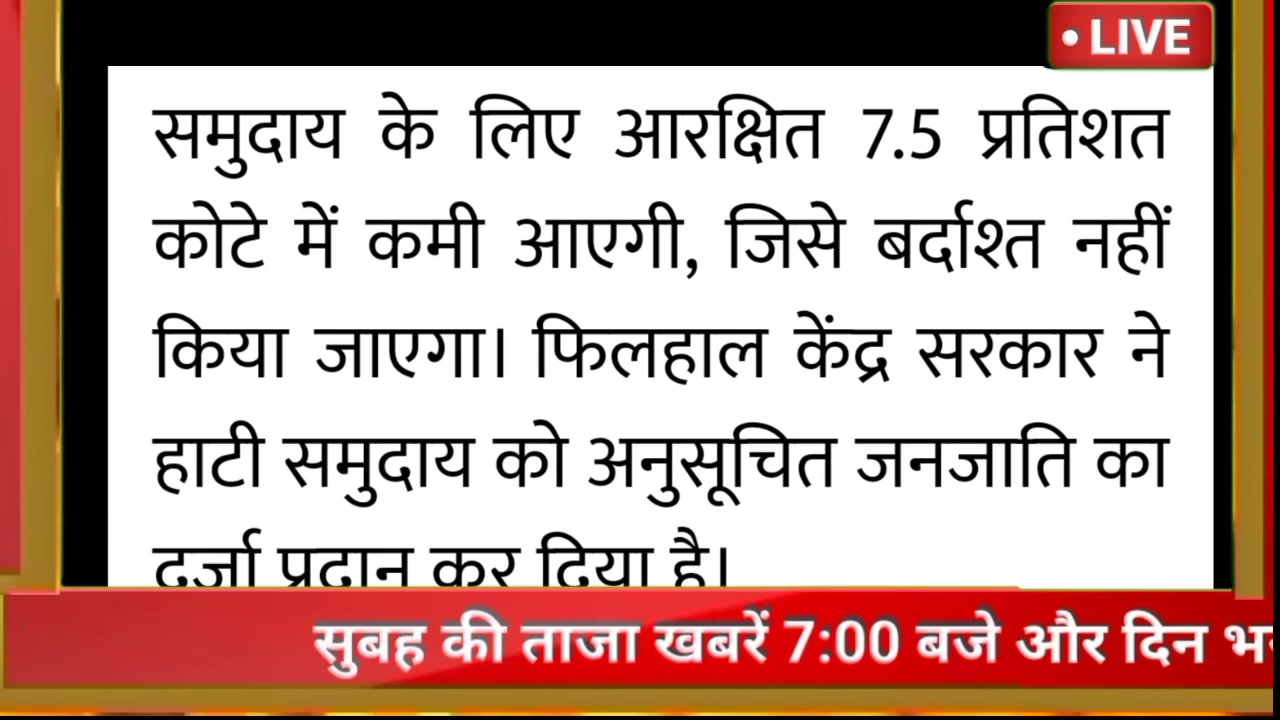 LIVE
समुदाय के लिए आरक्षित 7.5 प्रतिशत
कोटे में कमी आएगी, जिसे बर्दाश्त नहीं
किया जाएगा। फिलहाल केंद्र सरकार ने
हाटी समुदाय को अनुसूचित जनजाति का
दर्जा प्रदान कर दिया है।
सुबह की ताजा खबरें 7:00 बजे और दिन